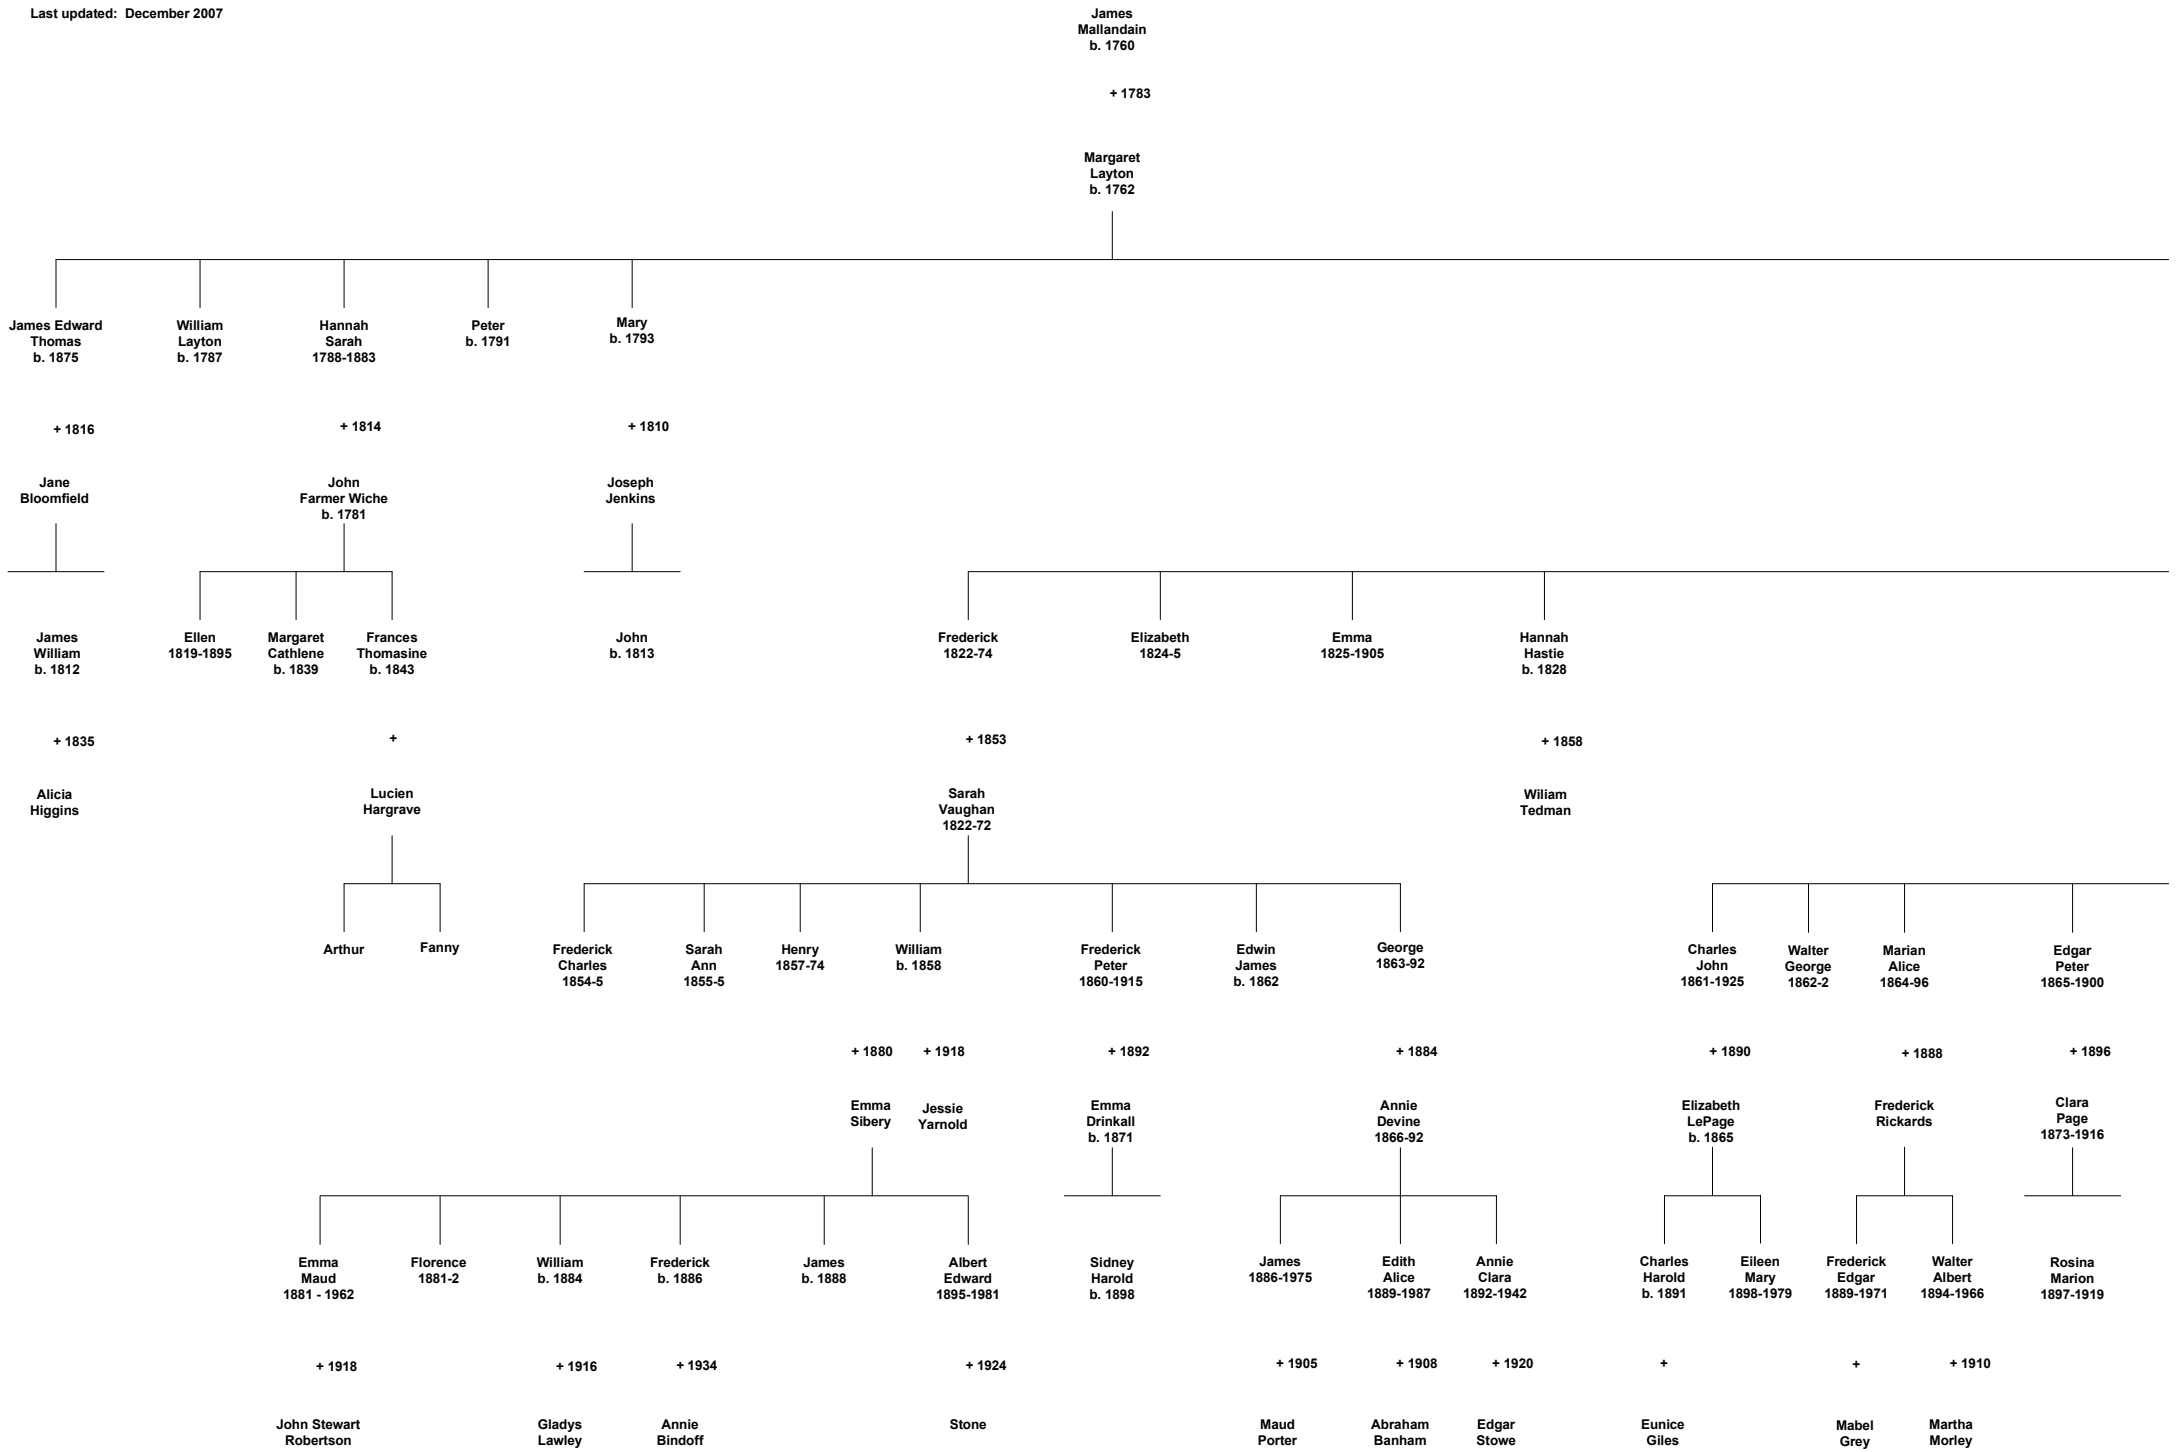 Last updated:  December 2007
James
Mallandain
b. 1760
+ 1783
Margaret
Layton
b. 1762
James Edward
Thomas
b. 1875
William
Layton
b. 1787
Hannah
Sarah
1788-1883
Peter
b. 1791
Mary
b. 1793
+ 1816
+ 1814
+ 1810
Jane
Bloomfield
John
Farmer Wiche
b. 1781
Joseph
Jenkins
James
William
b. 1812
Ellen
1819-1895
Margaret
Cathlene
b. 1839
Frances
Thomasine
b. 1843
John
b. 1813
Frederick
1822-74
Elizabeth
1824-5
Emma
1825-1905
Hannah
Hastie
b. 1828
+ 1835
+
+ 1853
+ 1858
Alicia
Higgins
Lucien
Hargrave
Sarah
Vaughan
1822-72
Wiliam
Tedman
Arthur
Fanny
Frederick
Charles
1854-5
Sarah
Ann
1855-5
Henry
1857-74
William
b. 1858
Frederick
Peter
1860-1915
Edwin
James
b. 1862
George
1863-92
Charles
John
1861-1925
Walter
George
1862-2
Marian
Alice
1864-96
Edgar
Peter
1865-1900
+ 1880
+ 1918
+ 1892
+ 1884
+ 1890
+ 1888
+ 1896
Emma
Sibery
Jessie
Yarnold
Emma
Drinkall
b. 1871
Annie
Devine
1866-92
Elizabeth
LePage
b. 1865
Frederick
Rickards
Clara
Page
1873-1916
Emma
Maud
1881 - 1962
Florence
1881-2
William
b. 1884
Frederick
b. 1886
James
b. 1888
Albert
Edward
1895-1981
Sidney
Harold
b. 1898
James
1886-1975
Edith
Alice
1889-1987
Annie
Clara
1892-1942
Charles
Harold
b. 1891
Eileen
Mary
1898-1979
Frederick
Edgar
1889-1971
Walter
Albert
1894-1966
Rosina
Marion
1897-1919
+ 1918
+ 1916
+ 1934
+ 1924
+ 1905
+ 1908
+ 1920
+
+
+ 1910
John Stewart
Robertson
Gladys
Lawley
Annie
Bindoff
Stone
Maud
Porter
Abraham
Banham
Edgar
Stowe
Eunice
Giles
Mabel
Grey
Martha
Morley